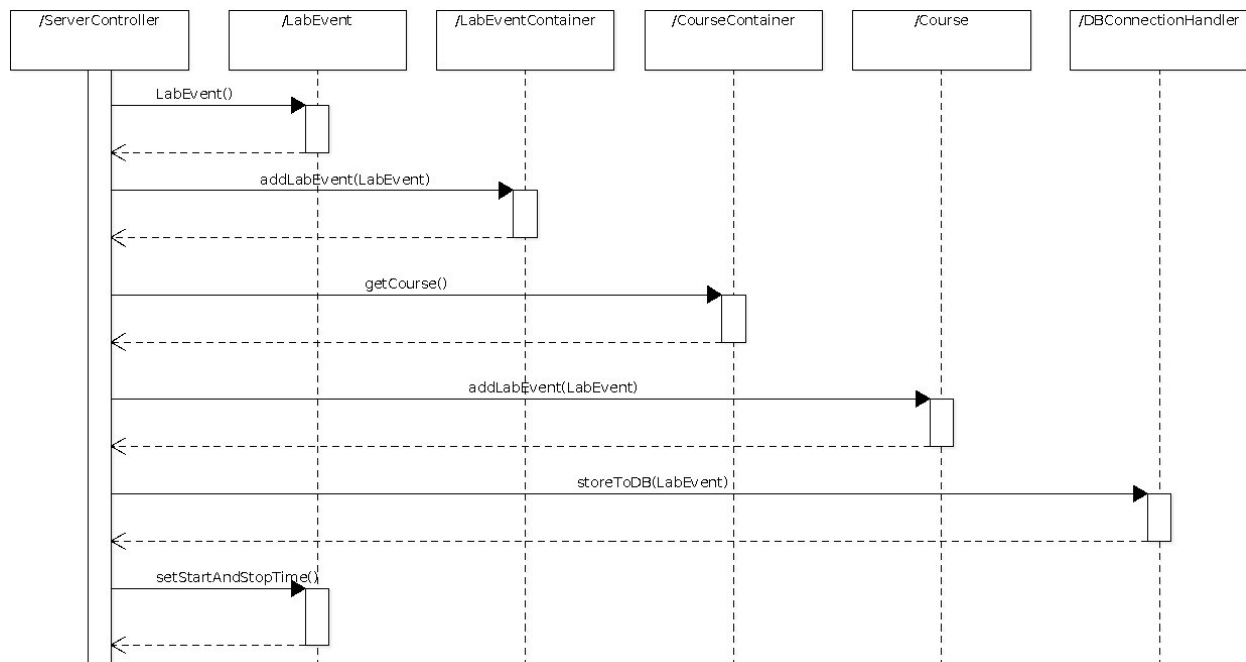 /ServerController
/LabEvent
/LabEventContainer
/CourseContainer
/Course
/DBConnectionHandler
LabEvent()
addLabEvent(LabEvent)
getCourse()
addLabEvent(LabEvent)
storeToDB(LabEvent)
setStartAndStopTime()